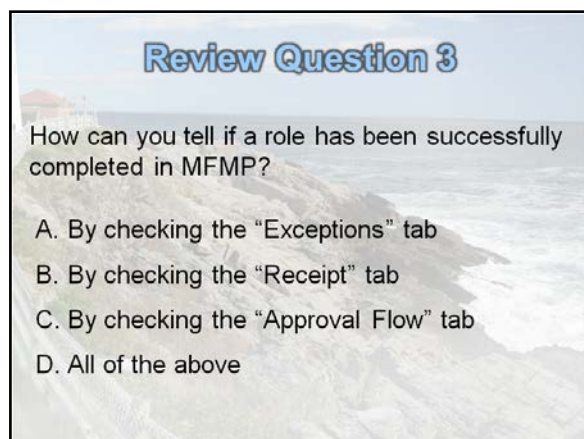 Review Question 3
How can you tell if a role has been successfully
completed in MFMP?
A. By checking the “Exceptions” tab
B. By checking the “Receipt” tab
C. By checking the “Approval Flow” tab
D. All of the above